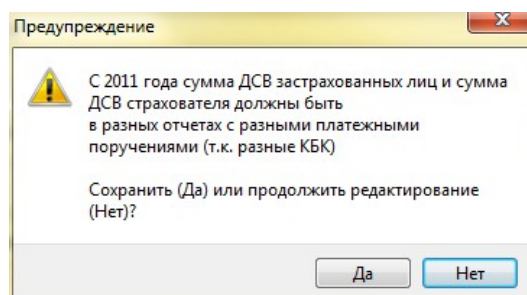 Предупреждение
С 2011 года сумма ДСВ застрахованных лиц и сумма
ДСВ страхователя должны быть
в разных отчетах с разными платежными
поручениями (т.к. разные КБК)
Сохранить (Да) или продолжить редактирование
(Нет)?
Да
Нет